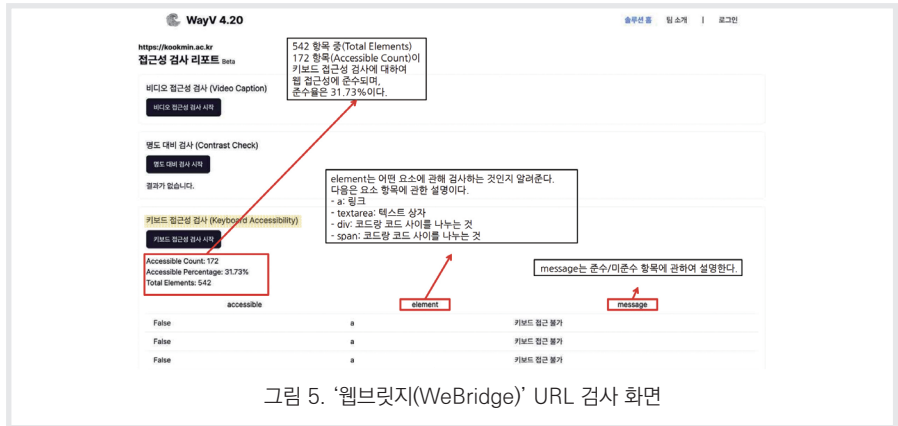 WayV 4.20
솔루션 홈 팀 소개 | 로그인
https://kookmin.ac.kr
접근성 검사 리포트 Beta
542 항목 중(Total Elements)
172 항목(Accessible Count)이
키보드 접근성 검사에 대하여
웹 접근성에 준수되며,
준수율은 31.73%이다.
비디오 접근성 검사 (Video Caption)
비디오 접근성 검사 시작
명도 대비 검사 (Contrast Check)
명도 대비 검사 시작
결과가 없습니다.
element는 어떤 요소에 관해 검사하는 것인지 알려준다.
다음은 요소 항목에 관한 설명이다.
- a: 링크
- textarea: 텍스트 상자
- div: 코드랑 코드 사이를 나누는 것
- span: 코드랑 코드 사이를 나누는 것
키보드 접근성 검사 (Keyboard Accessibility)
키보드 접근성 검사 시작
Accessible Count: 172
Accessible Percentage: 31.73%
Total Elements: 542
message는 준수/미준수 항목에 관하여 설명한다.
accessible element message
False a 키보드 접근 불가
False a 키보드 접근 불가
False a 키보드 접근 불가
그림 5. ‘웹브릿지(WeBridge)’ URL 검사 화면